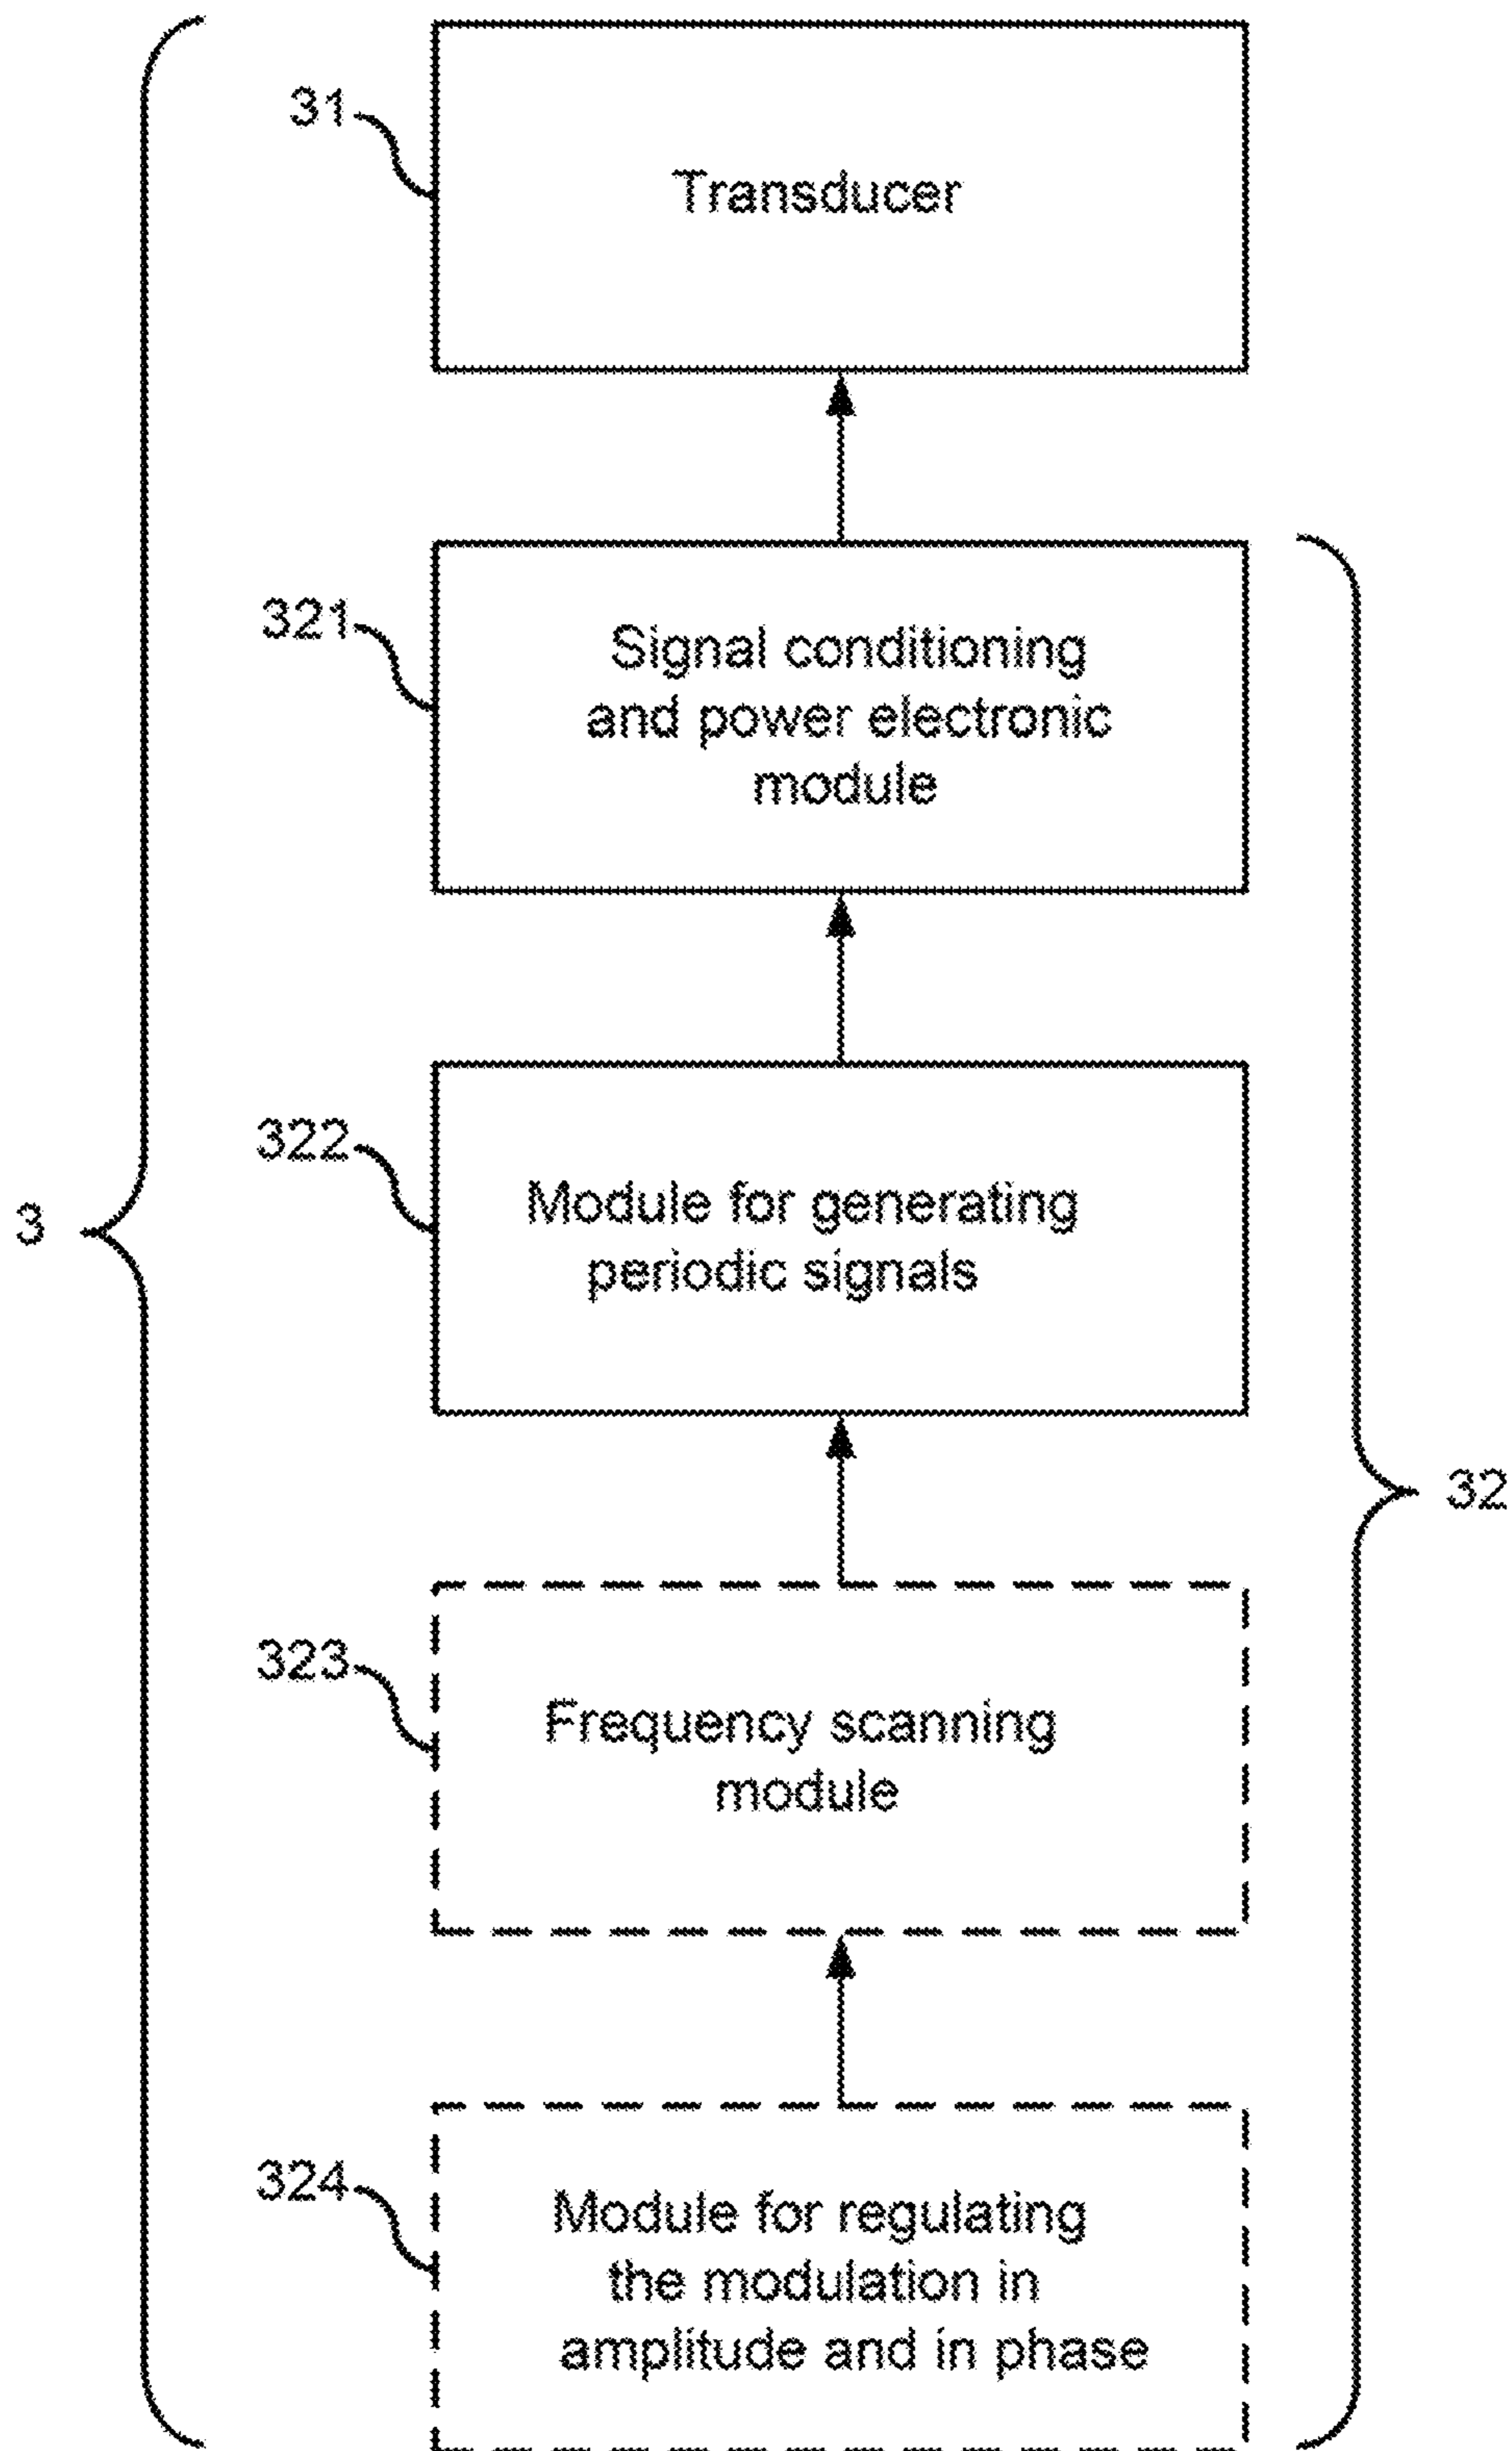 31
Transducer
321
Signal conditioning
and power electronic
module
322
Module for generating
periodic signals
3
32
323
Frequency scanning
module
324
Module for regulating
the modulation in
amplitude and in phase